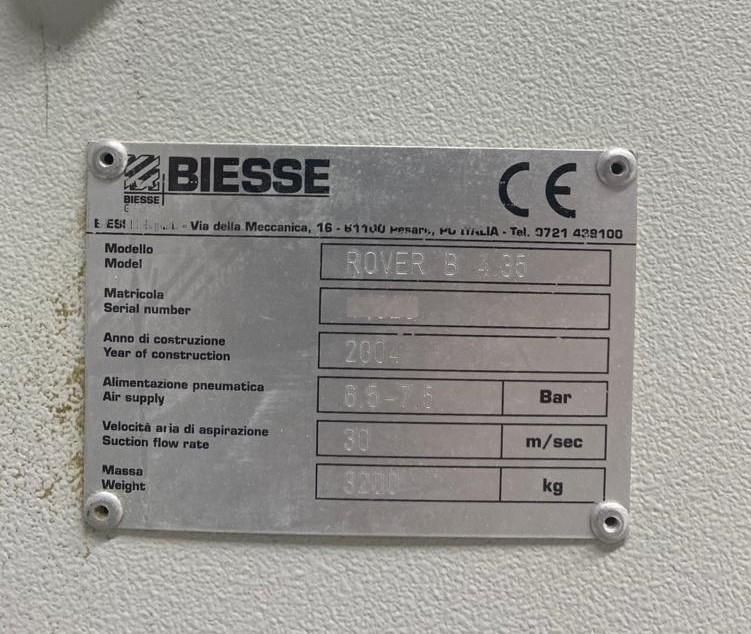 BIESSE
BIESSE
Via della Meccanica, 16 - 61100 Pesaro, PU ITALIA - Tel. 0721 439100
CE
Modello
Model
ROVER B 4.35
Matricola
Serial number
Anno di costruzione
Year of construction
2004
Alimentazione pneumatica
Air supply
6.5-7.5
Bar
Velocità aria di aspirazione
Suction flow rate
30
m/sec
Massa
Weight
3200
kg